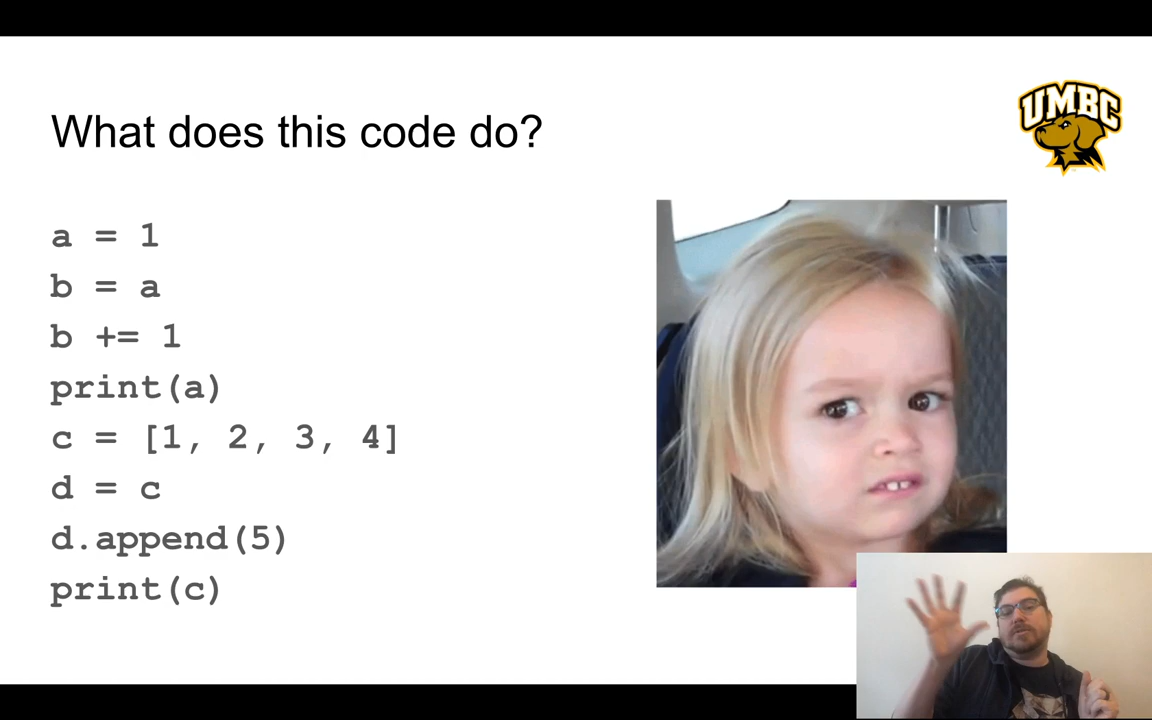 What does this code do?
UMBC
a = 1
b = a
b += 1
print(a)
c = [1, 2, 3, 4]
d = c
d.append(5)
print(c)